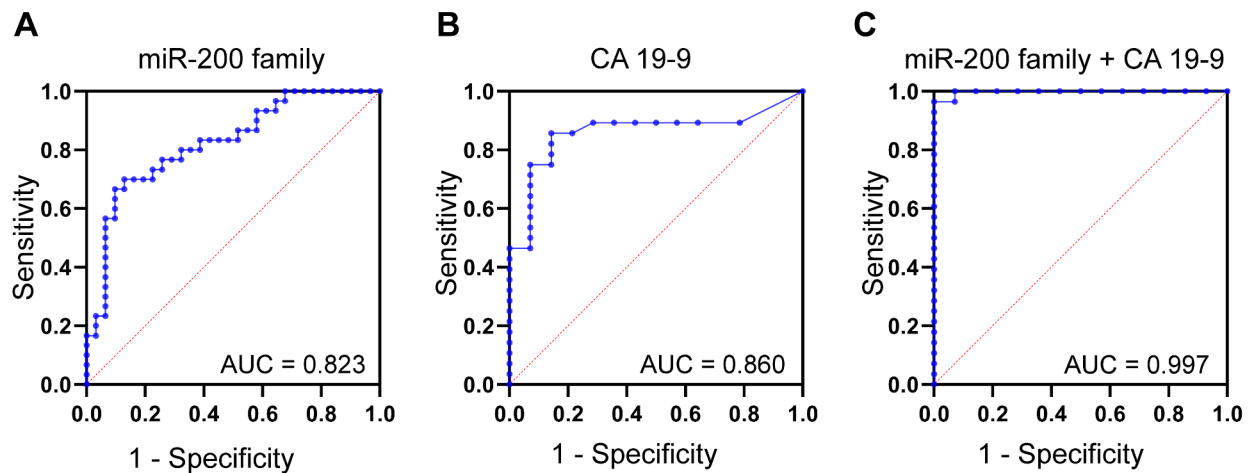 A
miR-200 family
1.0
0.8
0.6
0.4
0.2
0.0
Sensitivity
AUC = 0.823
0.0 0.2 0.4 0.6 0.8 1.0
1 - Specificity
B
CA 19-9
1.0
0.8
0.6
0.4
0.2
0.0
Sensitivity
AUC = 0.860
0.0 0.2 0.4 0.6 0.8 1.0
1 - Specificity
C
miR-200 family + CA 19-9
1.0
0.8
0.6
0.4
0.2
0.0
Sensitivity
AUC = 0.997
0.0 0.2 0.4 0.6 0.8 1.0
1 - Specificity